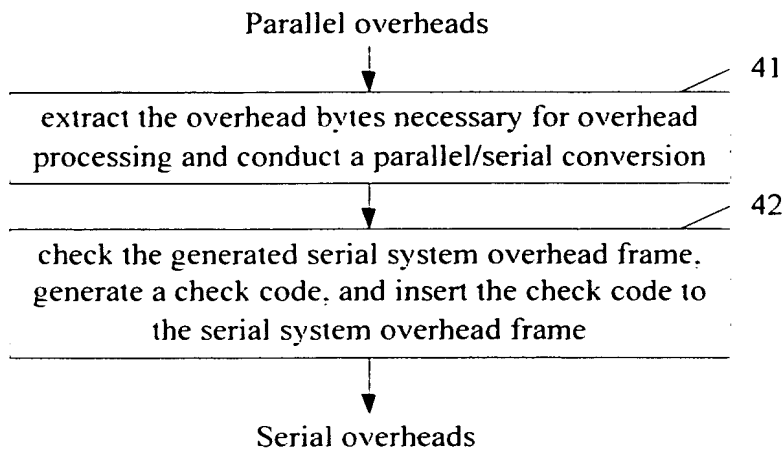 Parallel overheads
41
extract the overhead bytes necessary for overhead
processing and conduct a parallel/serial conversion
42
check the generated serial system overhead frame,
generate a check code, and insert the check code to
the serial system overhead frame
Serial overheads